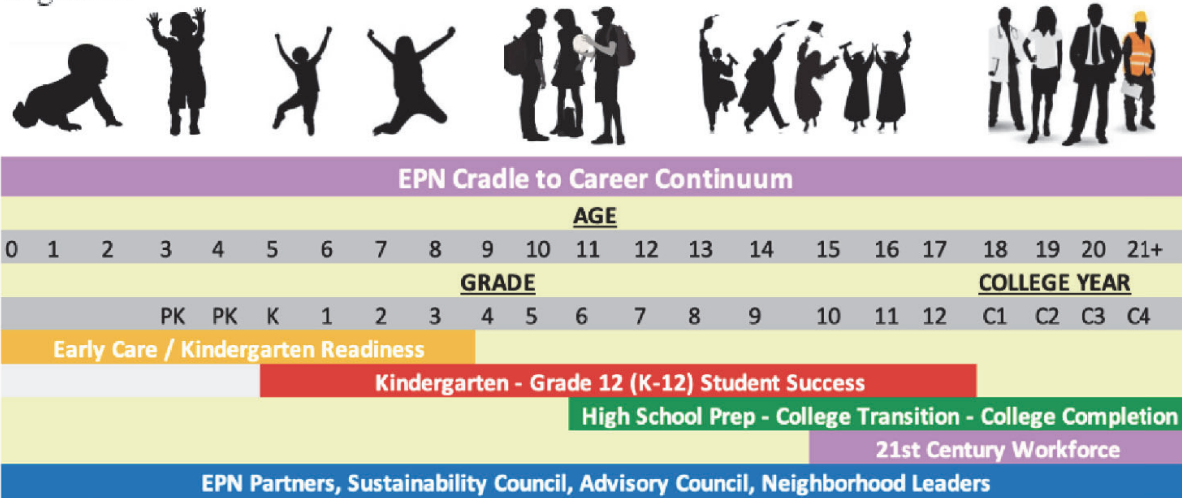 EPN Cradle to Career Continuum
AGE
0 1 2 3 4 5 6 7 8 9 10 11 12 13 14 15 16 17 18 19 20 21+
GRADE COLLEGE YEAR
PK PK K 1 2 3 4 5 6 7 8 9 10 11 12 C1 C2 C3 C4
Early Care / Kindergarten Readiness
Kindergarten - Grade 12 (K-12) Student Success
High School Prep - College Transition - College Completion
21st Century Workforce
EPN Partners, Sustainability Council, Advisory Council, Neighborhood Leaders